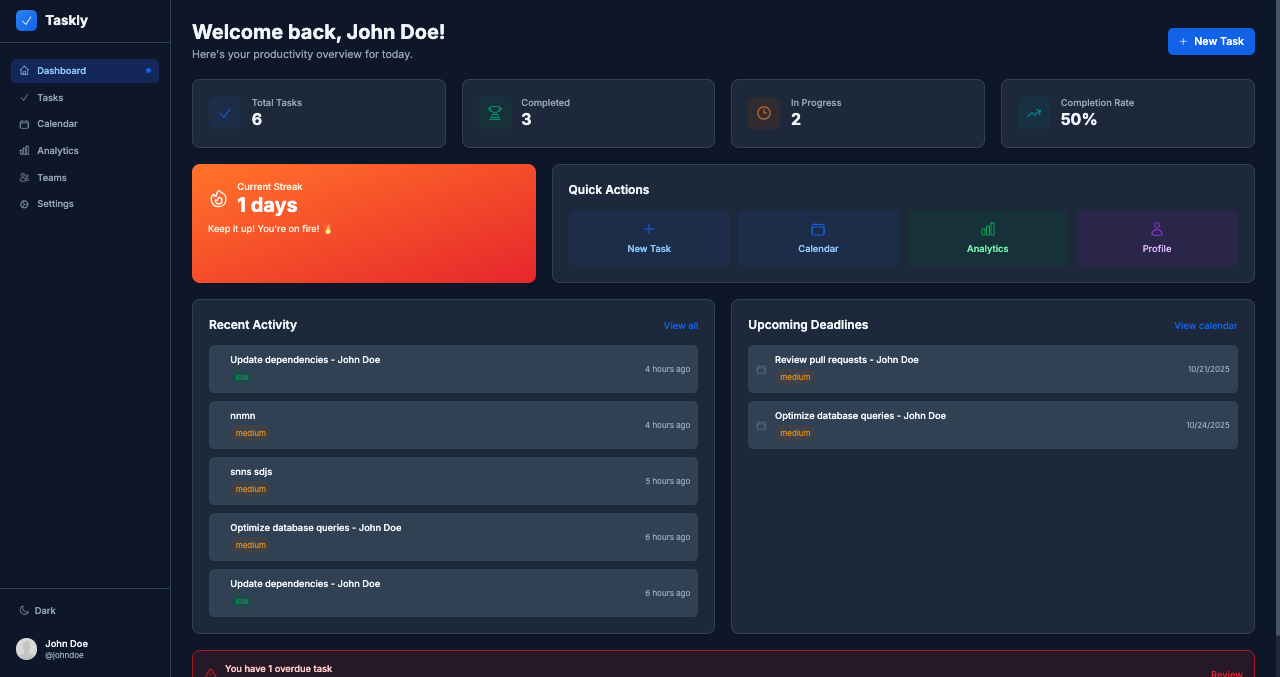 Taskly
Dashboard
Tasks
Calendar
Analytics
Teams
Settings
Dark
John Doe
@johndoe
Welcome back, John Doe!
Here's your productivity overview for today.
+ New Task
Total Tasks
6
Completed
3
In Progress
2
Completion Rate
50%
Current Streak
1 days
Keep it up! You're on fire! 🔥
Quick Actions
New Task
Calendar
Analytics
Profile
Recent Activity
View all
Update dependencies - John Doe
low
4 hours ago
nnmn
medium
4 hours ago
snns sdjs
medium
5 hours ago
Optimize database queries - John Doe
medium
6 hours ago
Update dependencies - John Doe
low
6 hours ago
Upcoming Deadlines
View calendar
Review pull requests - John Doe
medium
10/21/2025
Optimize database queries - John Doe
medium
10/24/2025
You have 1 overdue task
Review